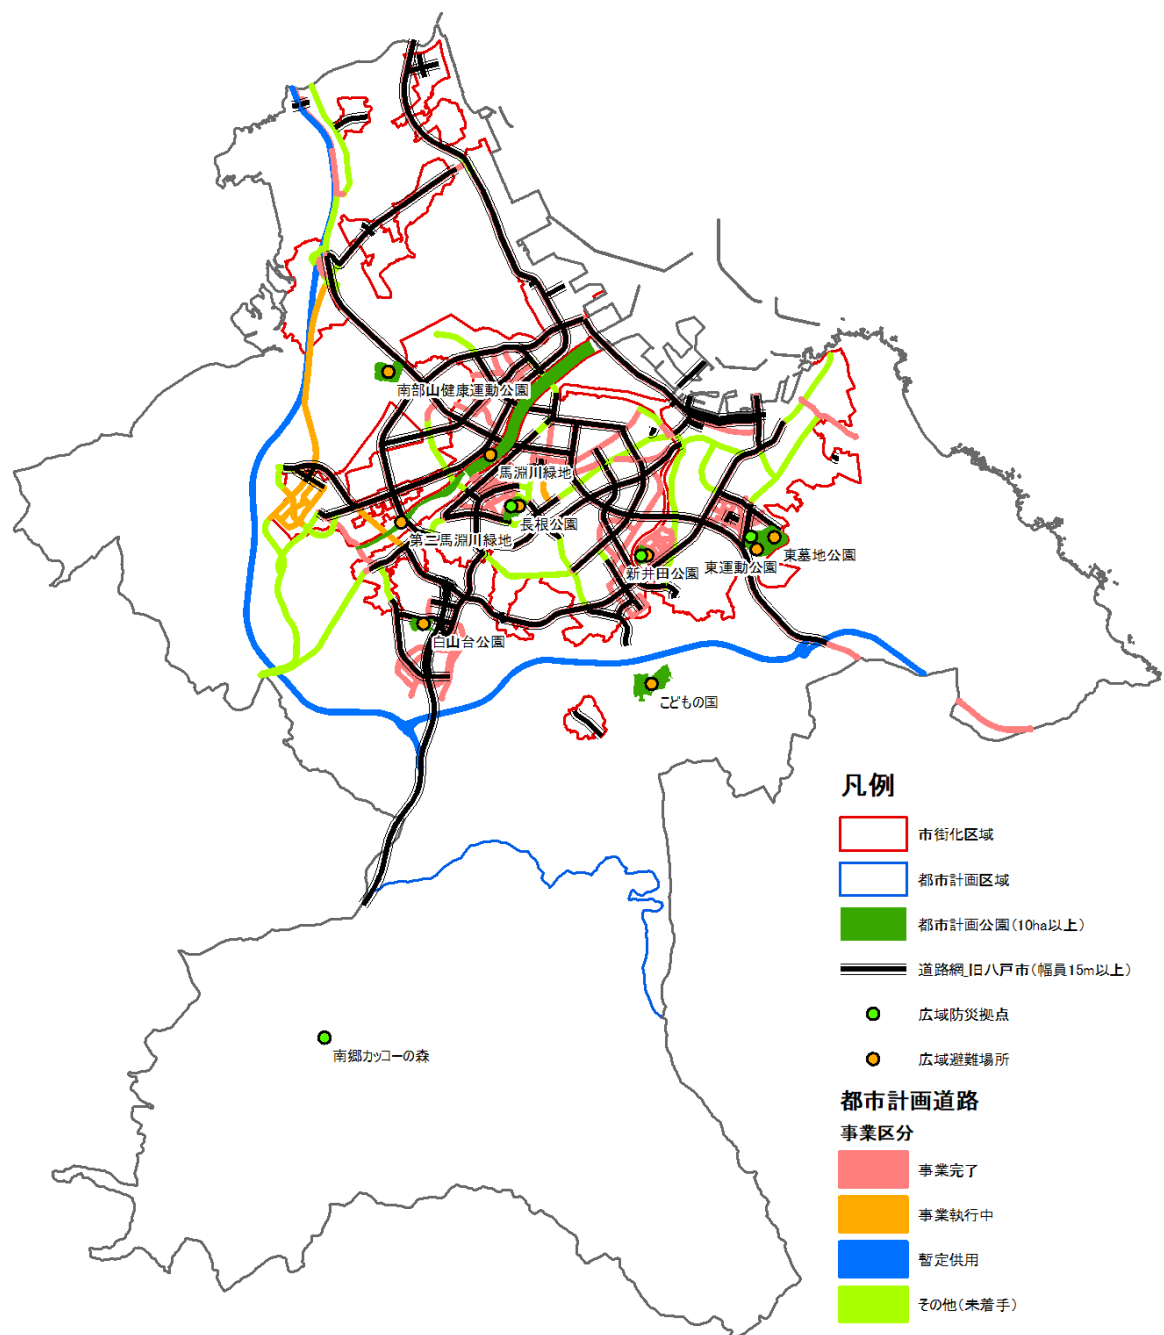 南部山健康運動公園
馬淵川緑地
長根公園
第二馬淵川緑地
東墓地公園
東運動公園
新井田公園
白山台公園
こどもの国
南郷カッコーの森
凡例
市街化区域
都市計画区域
都市計画公園(10ha以上)
道路網_旧八戸市(幅員15m以上)
広域防災拠点
広域避難場所
都市計画道路
事業区分
事業完了
事業執行中
暫定供用
その他(未着手)